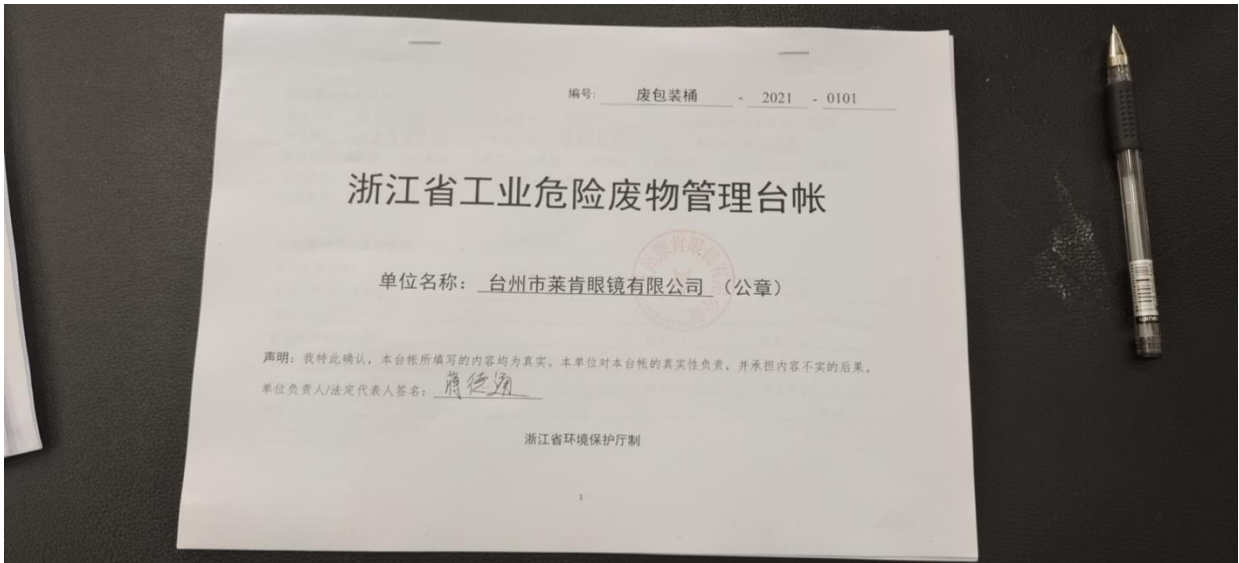 编号: 废包装桶 - 2021 - 0101
浙江省工业危险废物管理台帐
单位名称：台州市莱肯眼镜有限公司（公章）
声明：我特此确认，本台帐所填写的内容均为真实。本单位对本台帐的真实性负责，并承担内容不实的后果。
单位负责人/法定代表人签名：蒋德通
浙江省环境保护厅制
1